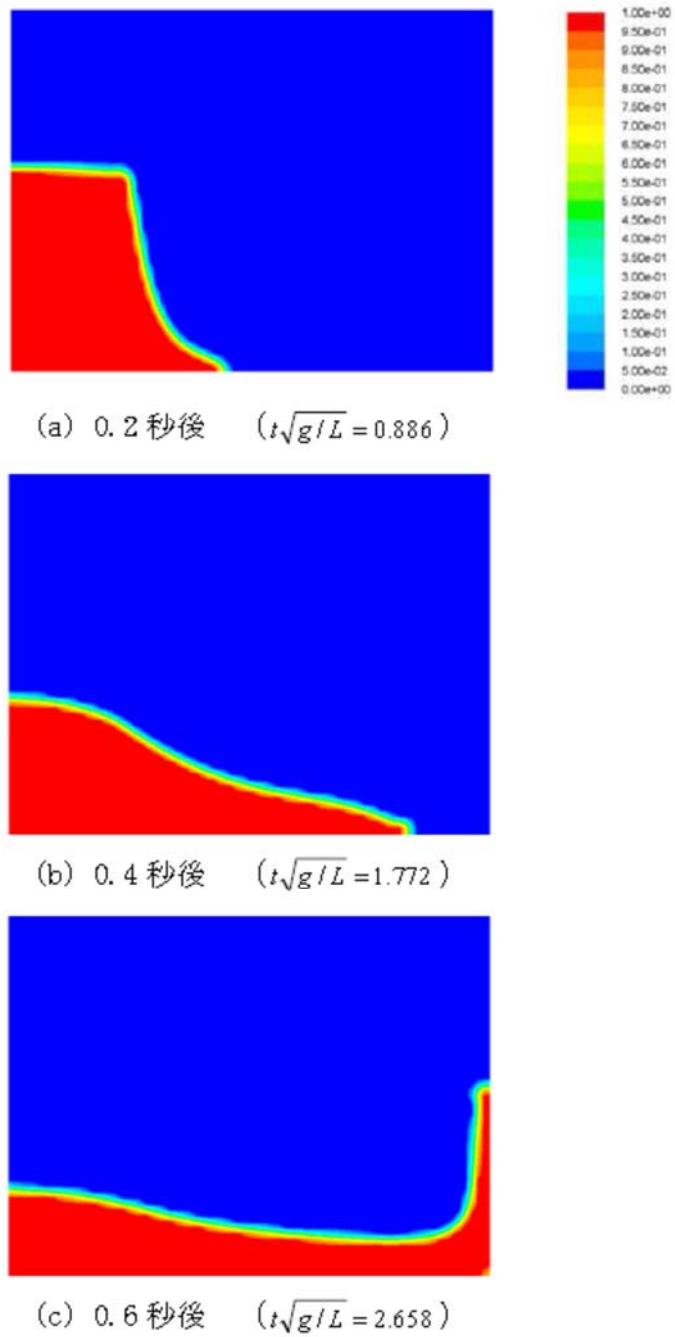 1.00e+00
9.50e-01
9.00e-01
8.50e-01
8.00e-01
7.50e-01
7.00e-01
6.50e-01
6.00e-01
5.50e-01
5.00e-01
4.50e-01
4.00e-01
3.50e-01
3.00e-01
2.50e-01
2.00e-01
1.50e-01
1.00e-01
5.00e-02
0.00e+00
(a) 0.2秒後 (t√g/L=0.886)
(b) 0.4秒後 (t√g/L=1.772)
(c) 0.6秒後 (t√g/L=2.658)